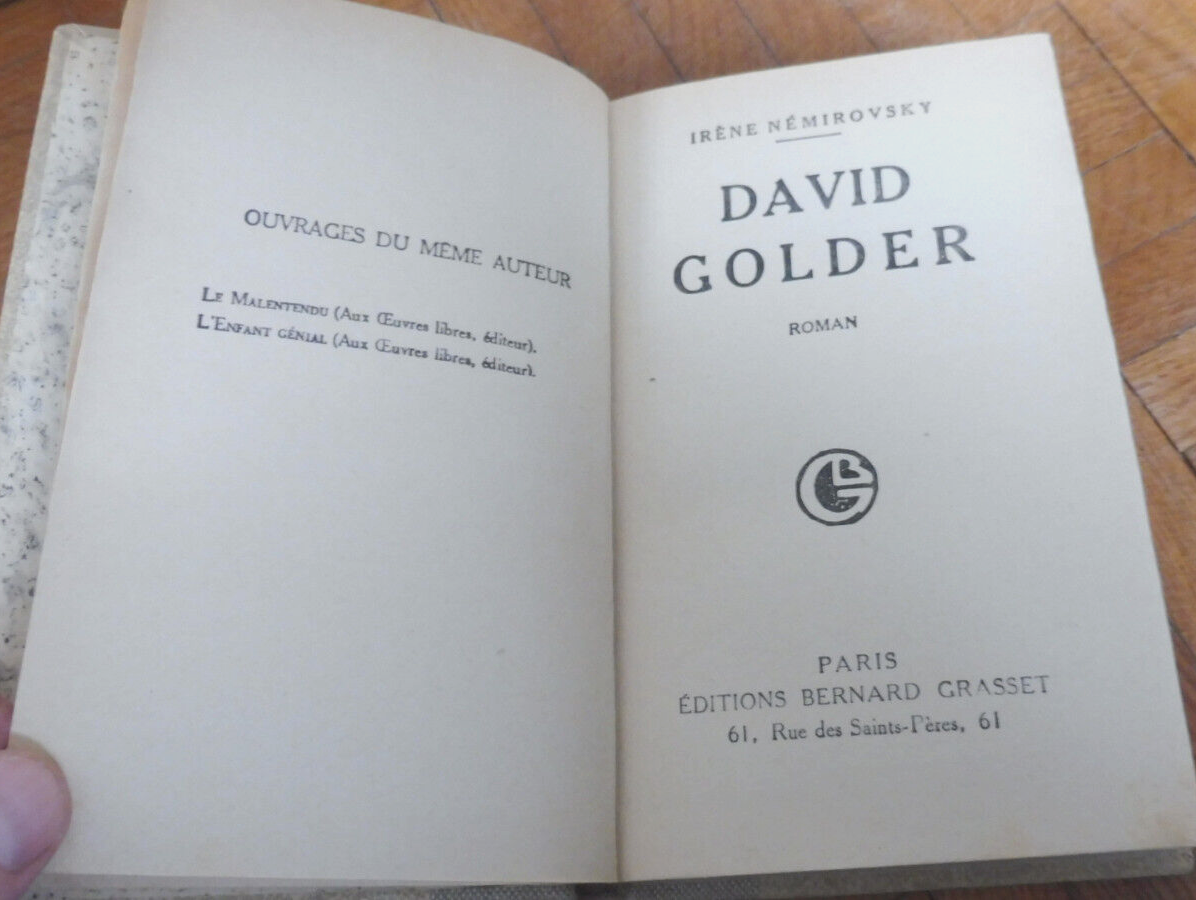 OUVRAGES DU MÊME AUTEUR
LE MALENTENDU (Aux Œuvres libres, éditeur).
L'ENFANT GÉNIAL (Aux Œuvres libres, éditeur).
IRÈNE NÉMIROVSKY
DAVID
GOLDER
ROMAN
BG
PARIS
ÉDITIONS BERNARD GRASSET
61, Rue des Saints-Pères, 61